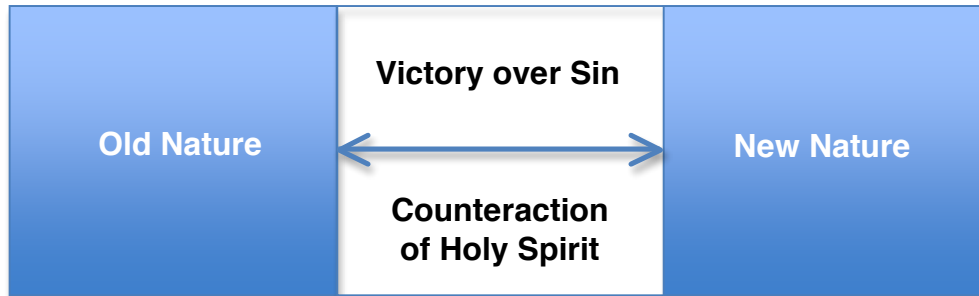 Old Nature
Victory over Sin
Counteraction
of Holy Spirit
New Nature